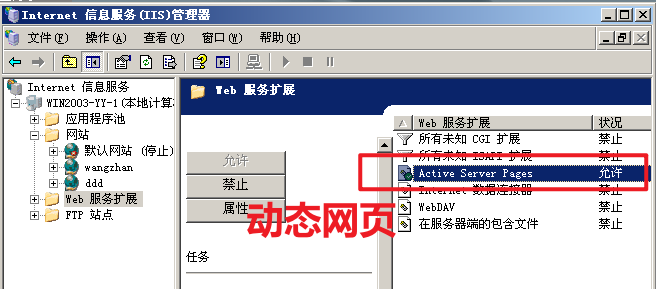 Internet 信息服务(IIS)管理器
文件(F) 操作(A) 查看(V) 窗口(W) 帮助(H)
Internet 信息服务
WIN2003-YY-1(本地计算机
应用程序池
网站
默认网站 (停止)
wangzhan
ddd
Web 服务扩展
FTP 站点
Web 服务扩展
允许
禁止
属性
任务
动态网页
Web 服务扩展 状况
所有未知 CGI 扩展 禁止
所有未知 ISAPI 扩展 禁止
Active Server Pages 允许
Internet 数据连接器 禁止
WebDAV 禁止
在服务器端的包含文件 禁止